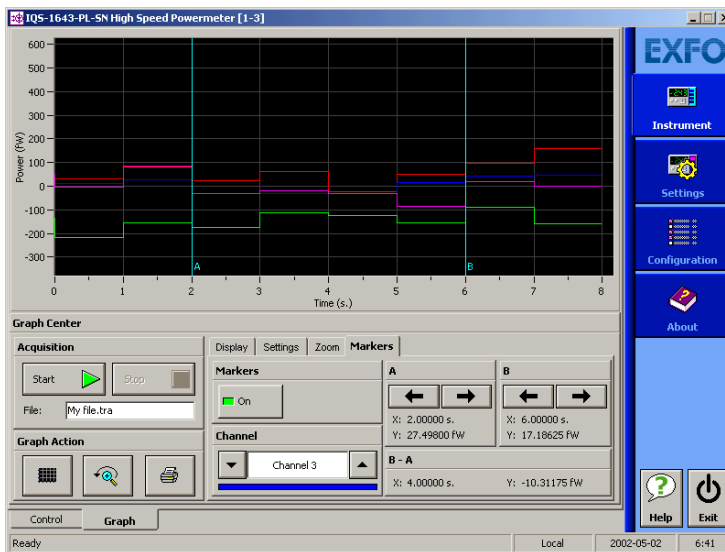 IQS-1643-PL-SN High Speed Powermeter [1-3]
EXFO
600
500
400
300
200
100
0
-100
-200
-300
Power (fW)
A
B
0 1 2 3 4 5 6 7 8
Time (s.)
Instrument
Settings
Configuration
About
Graph Center
Acquisition
Start Stop
File: My file.tra
Graph Action
Display Settings Zoom Markers
Markers
On
Channel
Channel 3
A
X: 2.00000 s.
Y: 27.49800 fW
B
X: 6.00000 s.
Y: 17.18625 fW
B - A
X: 4.00000 s. Y: -10.31175 fW
Help Exit
Control Graph
Ready Local 2002-05-02 6:41